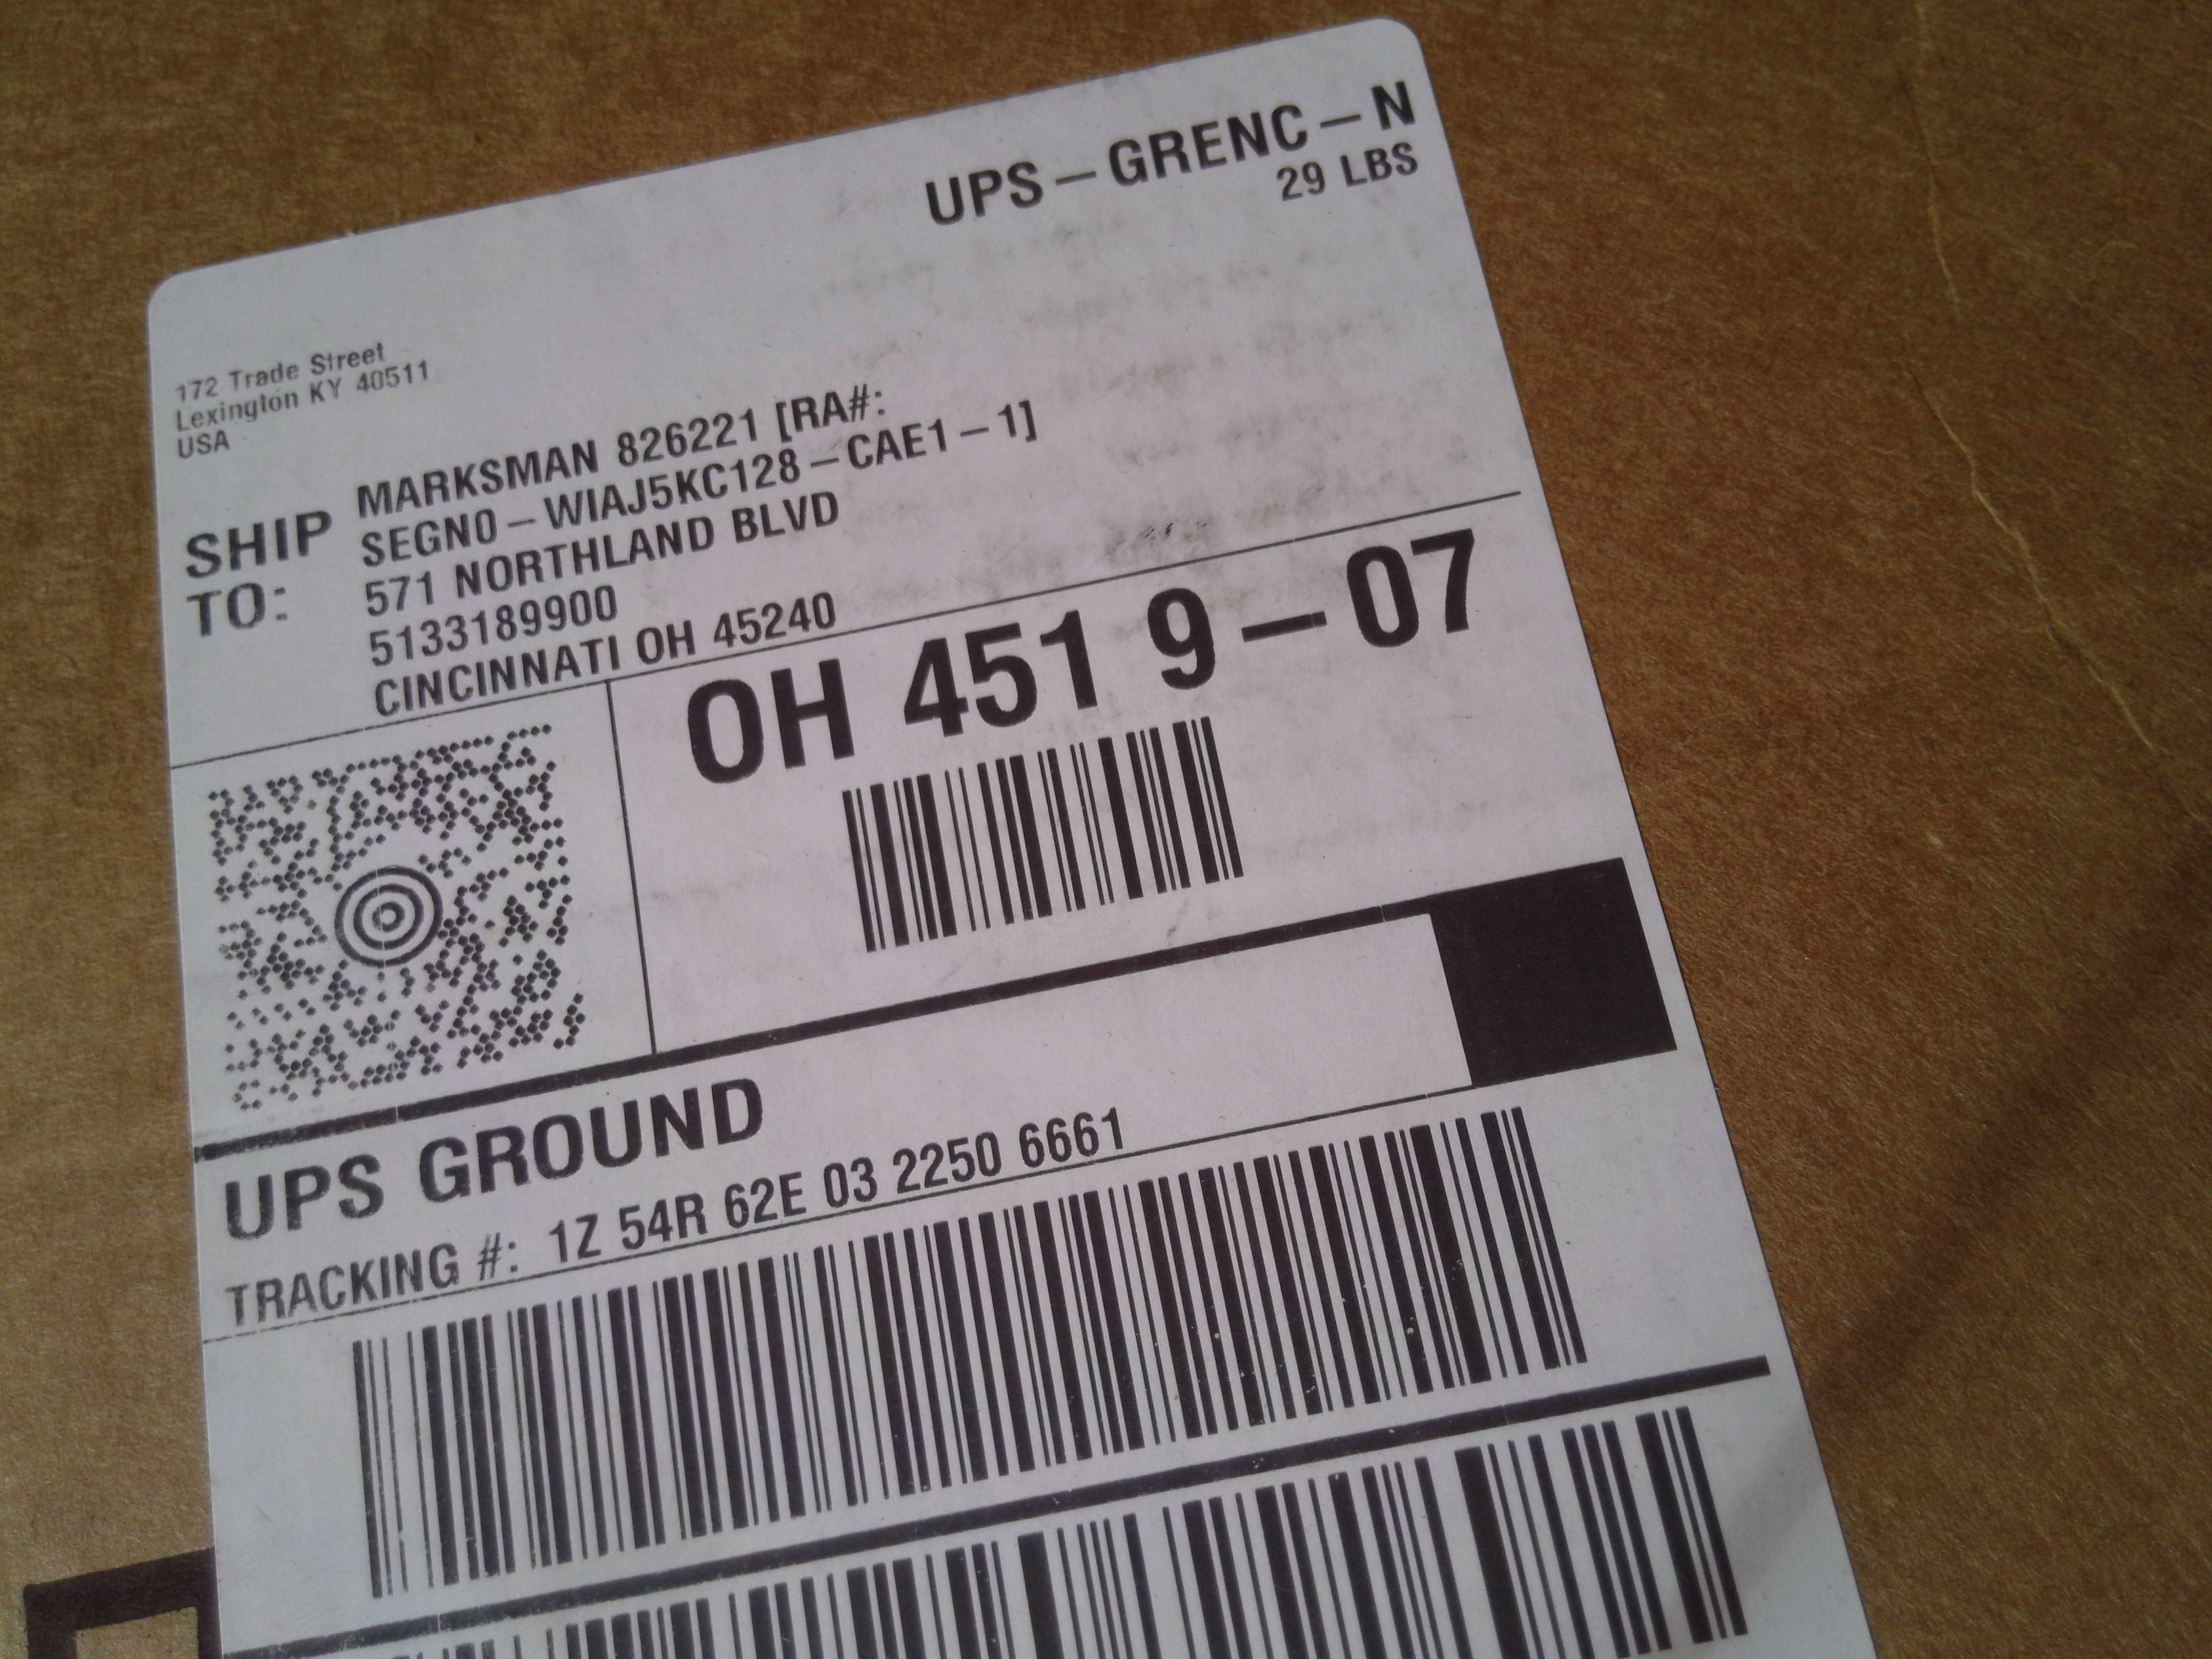 UPS-GRENC-N
29 LBS
172 Trade Street
Lexington KY 40511
USA
SHIP TO:
MARKSMAN 826221 [RA#:
SEGN0-WIAJ5KC128-CAE1-1]
571 NORTHLAND BLVD
5133189900
CINCINNATI OH 45240
OH 451 9-07
UPS GROUND
TRACKING #: 1Z 54R 62E 03 2250 6661